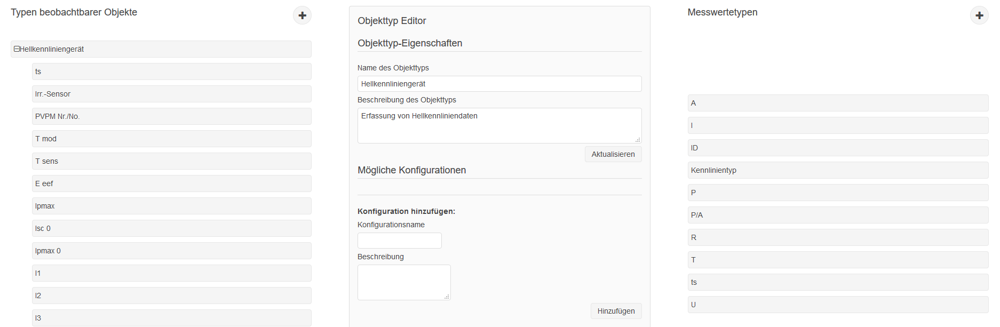 Typen beobachtbarer Objekte
Hellkennliniengerät
ts
Irr.-Sensor
PVPM Nr./No.
T mod
T sens
E eef
Ipmax
Isc 0
Ipmax 0
I1
I2
I3
Objekttyp Editor
Objekttyp-Eigenschaften
Name des Objekttyps
Hellkennliniengerät
Beschreibung des Objekttyps
Erfassung von Hellkennliniendaten
Aktualisieren
Mögliche Konfigurationen
Konfiguration hinzufügen:
Konfigurationsname
Beschreibung
Hinzufügen
Messwertetypen
A
I
ID
Kennlinientyp
P
P/A
R
T
ts
U